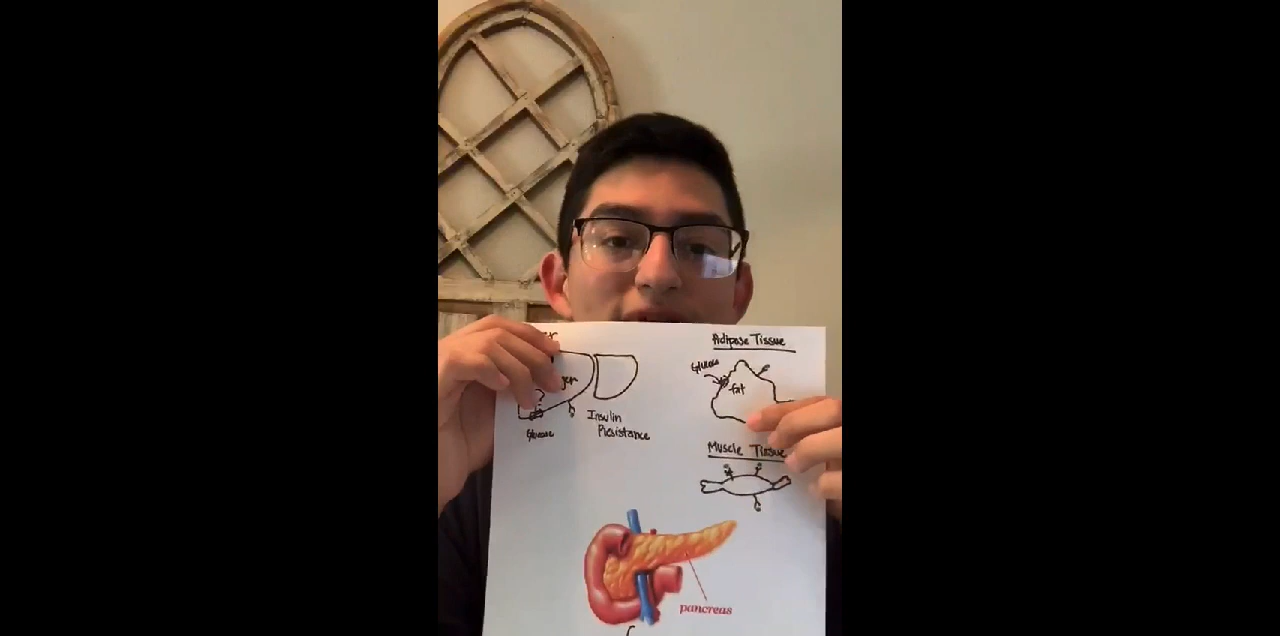 Glucose
Insulin
Resistance
Adipose Tissue
Glucose
fat
Muscle Tissue
pancreas